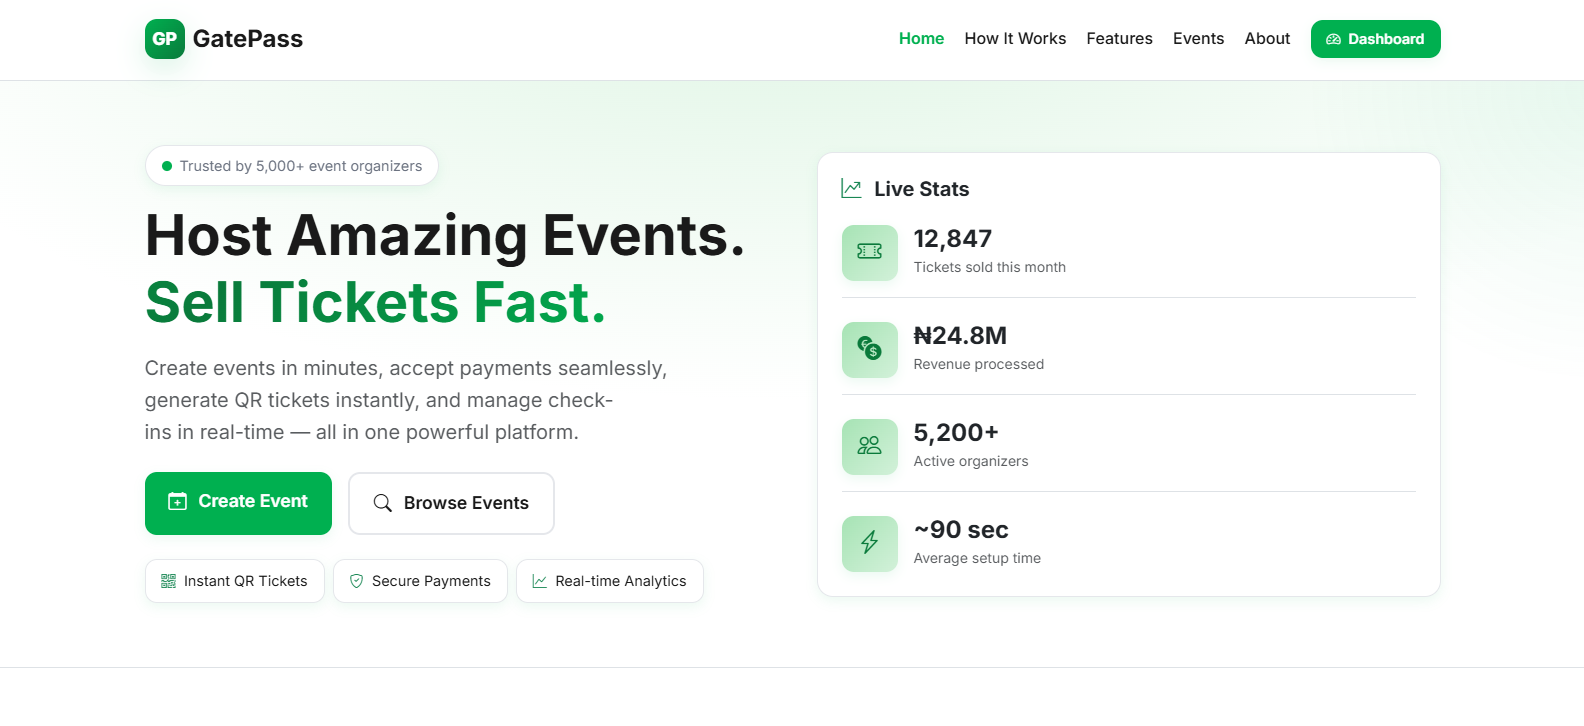 GP GatePass
Home How It Works Features Events About Dashboard
Trusted by 5,000+ event organizers
Host Amazing Events.
Sell Tickets Fast.
Create events in minutes, accept payments seamlessly,
generate QR tickets instantly, and manage check-
ins in real-time — all in one powerful platform.
Create Event
Browse Events
Instant QR Tickets
Secure Payments
Real-time Analytics
Live Stats
12,847
Tickets sold this month
₦24.8M
Revenue processed
5,200+
Active organizers
~90 sec
Average setup time